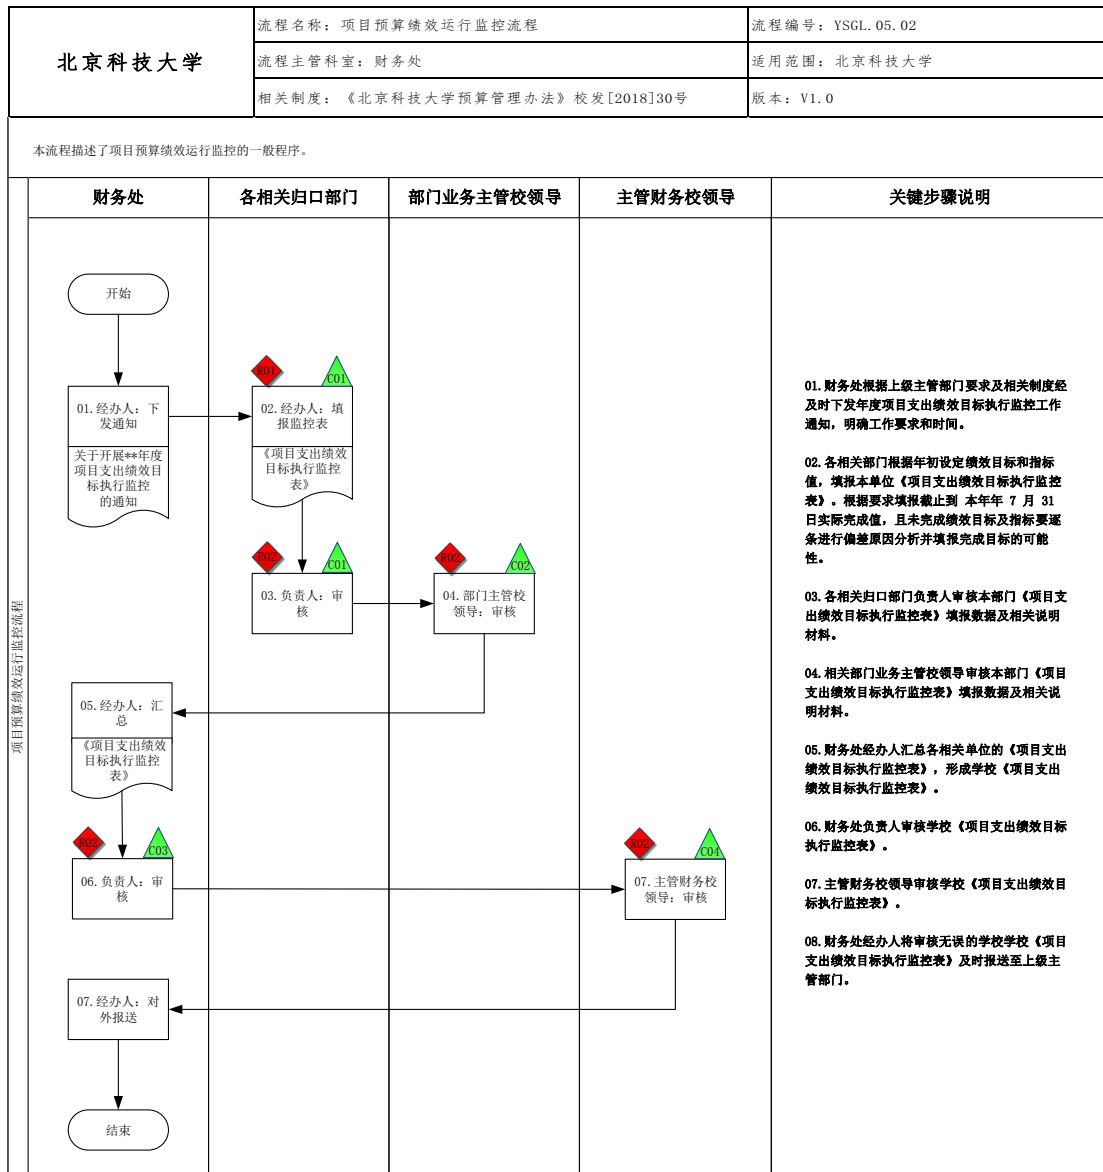 北京科技大学
流程名称：项目预算绩效运行监控流程
流程编号：YSGL.05.02
流程主管科室：财务处
适用范围：北京科技大学
相关制度：《北京科技大学预算管理办法》校发[2018]30号
版本：V1.0
本流程描述了项目预算绩效运行监控的一般程序。
项目预算绩效运行监控流程
财务处
各相关归口部门
部门业务主管校领导
主管财务校领导
关键步骤说明
开始
R01
C01
01.经办人：下
发通知
关于开展**年度
项目支出绩效目
标执行监控
的通知
02.经办人：填
报监控表
《项目支出绩效
目标执行监控
表》
R02
C01
03.负责人：审
核
R02
C02
04.部门主管校
领导：审核
05.经办人：汇
总
《项目支出绩效
目标执行监控
表》
R02
C03
06.负责人：审
核
R02
C04
07.主管财务校
领导：审核
07.经办人：对
外报送
结束
01.财务处根据上级主管部门要求及相关制度经
及时下发年度项目支出绩效目标执行监控工作
通知，明确工作要求和时间。
02.各相关部门根据年初设定绩效目标和指标
值，填报本单位《项目支出绩效目标执行监控
表》。根据要求填报截止到 本年年 7 月 31
日实际完成值，且未完成绩效目标及指标要逐
条进行偏差原因分析并填报完成目标的可能
性。
03.各相关归口部门负责人审核本部门《项目支
出绩效目标执行监控表》填报数据及相关说明
材料。
04.相关部门业务主管校领导审核本部门《项目
支出绩效目标执行监控表》填报数据及相关说
明材料。
05.财务处经办人汇总各相关单位的《项目支出
绩效目标执行监控表》，形成学校《项目支出
绩效目标执行监控表》。
06.财务处负责人审核学校《项目支出绩效目标
执行监控表》。
07.主管财务校领导审核学校《项目支出绩效目
标执行监控表》。
08.财务处经办人将审核无误的学校学校《项目
支出绩效目标执行监控表》及时报送至上级主
管部门。